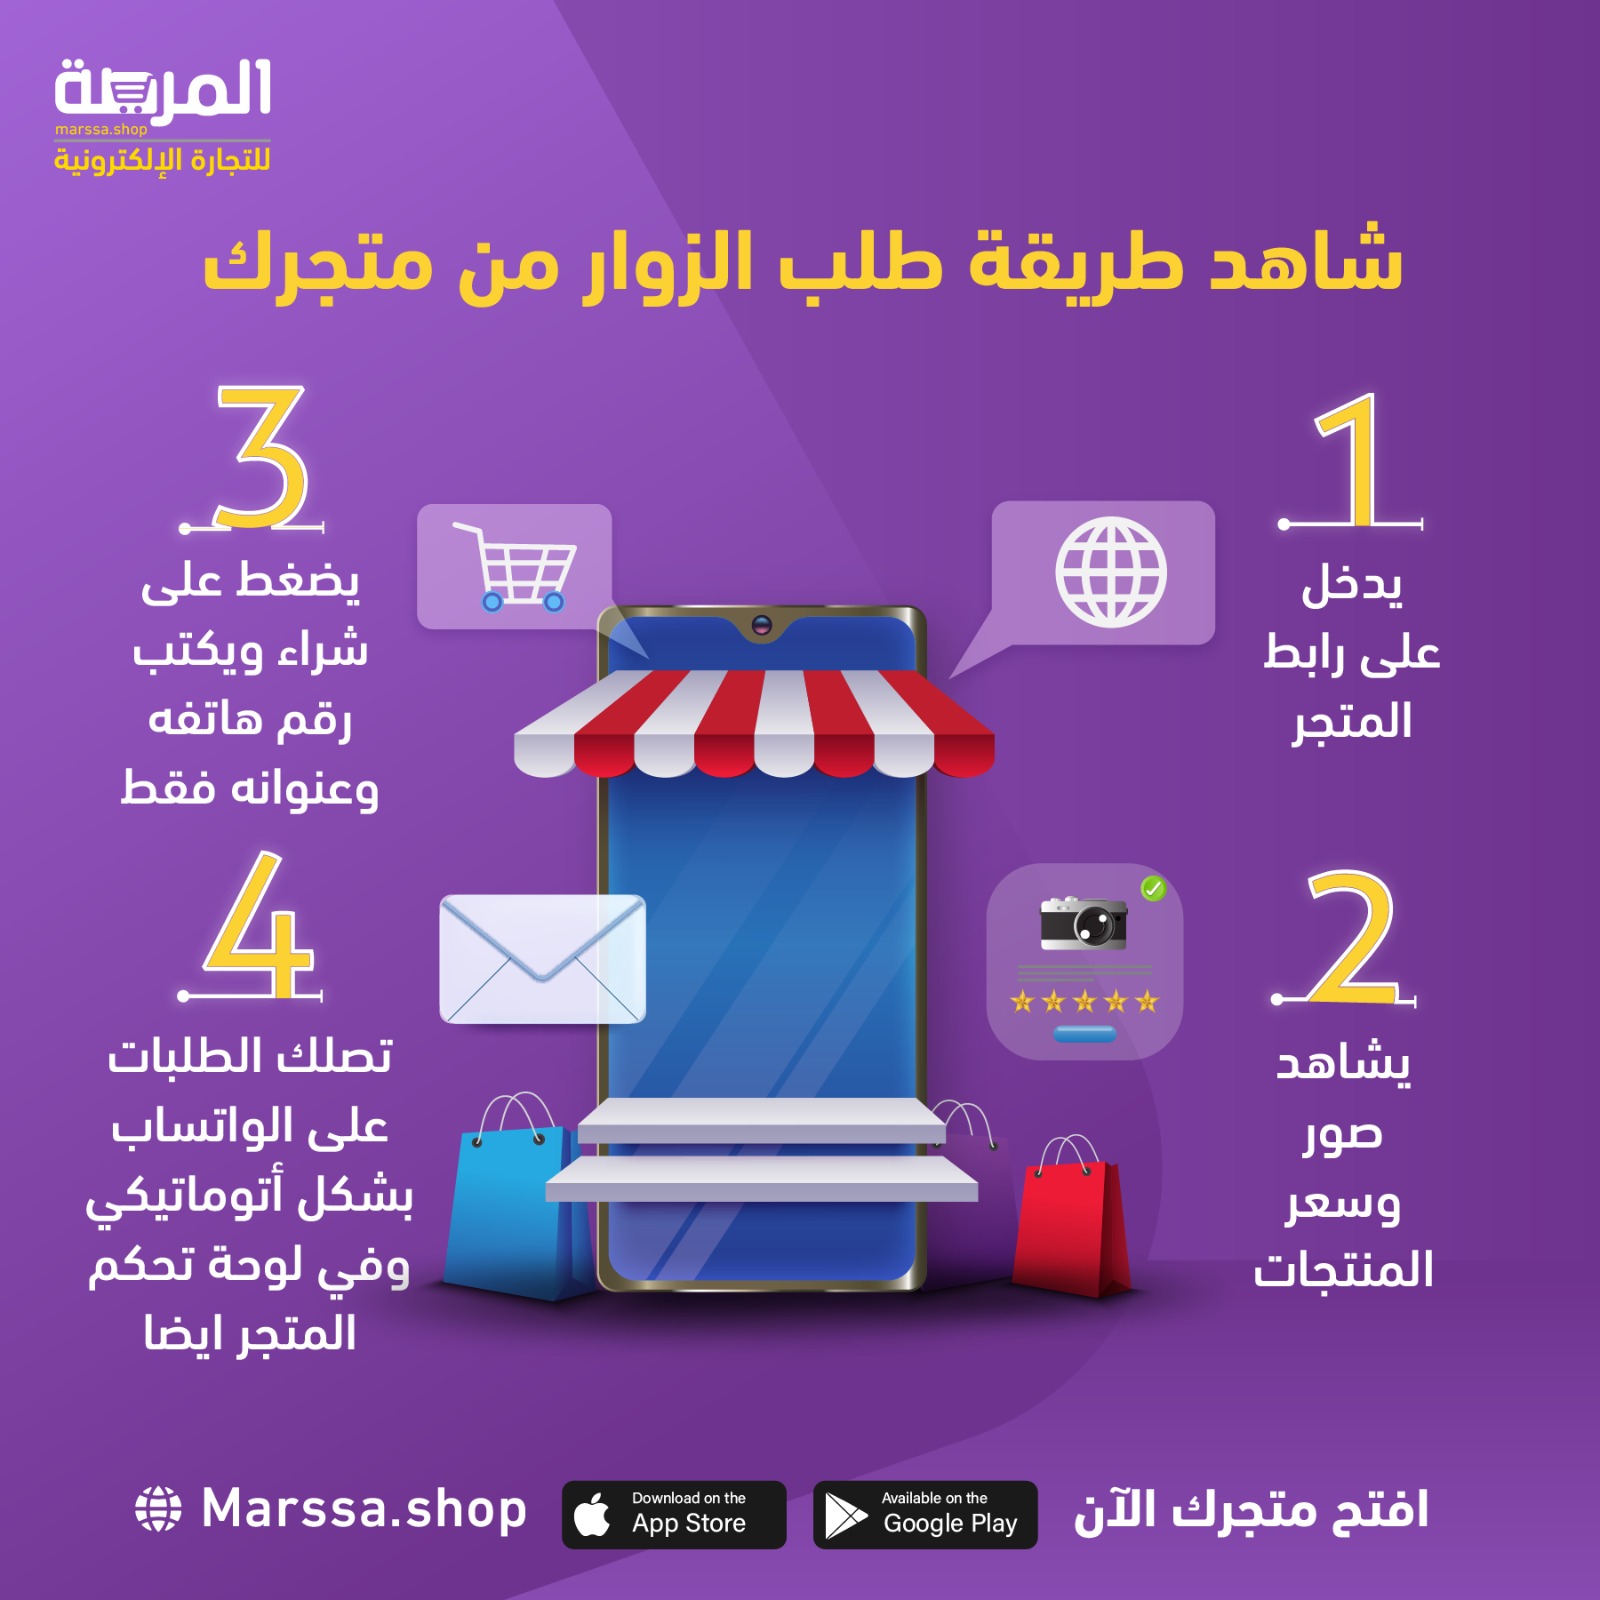 المرصة
marssa.shop
للتجارة الإلكترونية
شاهد طريقة طلب الزوار من متجرك
1
يدخل
على رابط
المتجر
2
يشاهد
صور
وسعر
المنتجات
3
يضغط على
شراء ويكتب
رقم هاتفه
وعنوانه فقط
4
تصلك الطلبات
على الواتساب
بشكل أتوماتيكي
وفي لوحة تحكم
المتجر ايضا
افتح متجرك الآن
Available on the
Google Play
Download on the
App Store
Marssa.shop